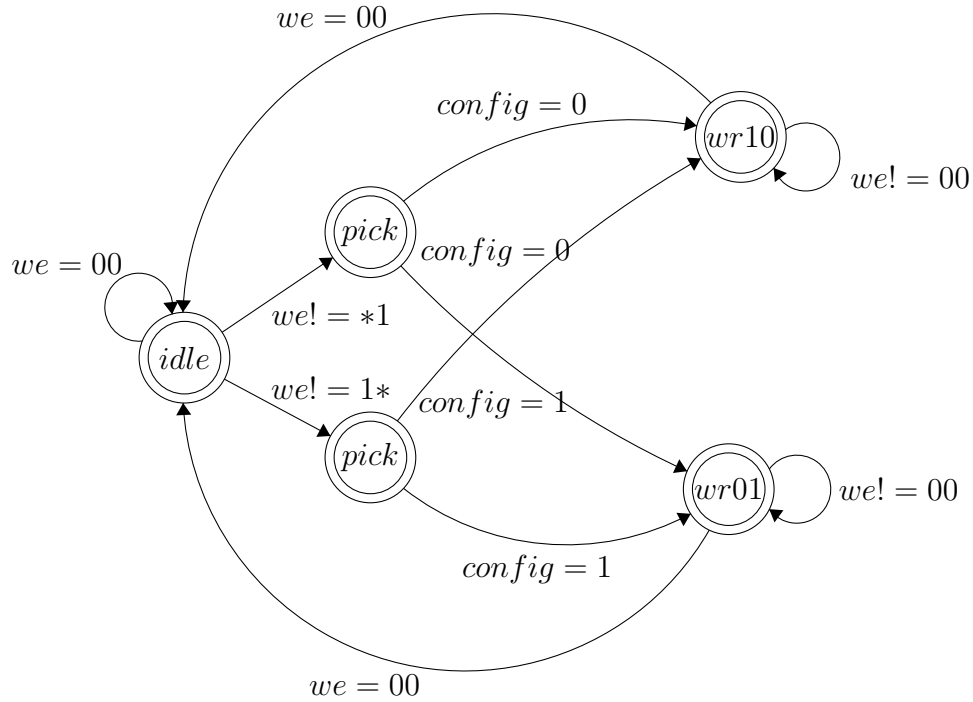 we = 00
config = 0
wr10
we! = 00
pick
config = 0
we = 00
we! = *1
idle
we! = 1*
config = 1
pick
wr01
we! = 00
config = 1
we = 00